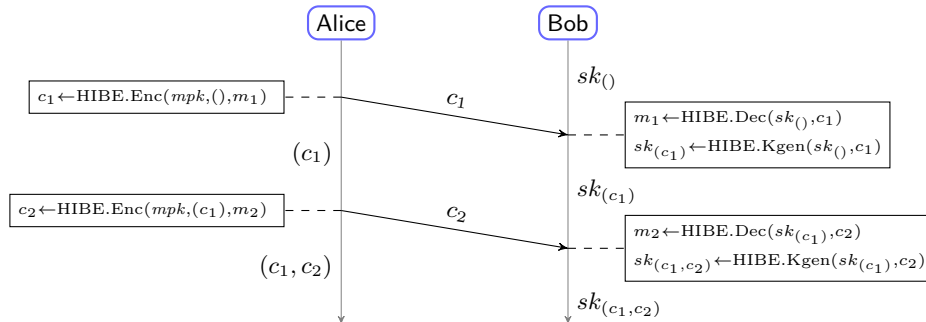 Alice
Bob
sk_()
c₁←HIBE.Enc(mpk,(),m₁)
c₁
m₁←HIBE.Dec(sk_(),c₁)
sk_(c₁)←HIBE.Kgen(sk_(),c₁)
(c₁)
sk_(c₁)
c₂←HIBE.Enc(mpk,(c₁),m₂)
c₂
m₂←HIBE.Dec(sk_(c₁),c₂)
sk_(c₁,c₂)←HIBE.Kgen(sk_(c₁),c₂)
(c₁, c₂)
sk_(c₁,c₂)